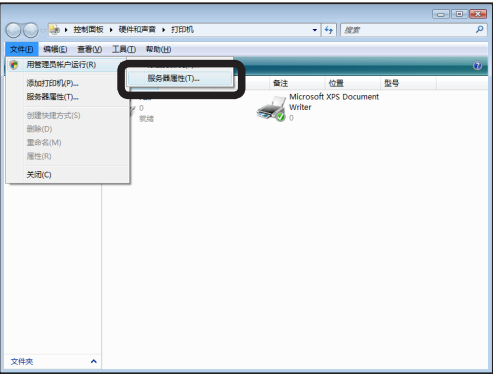 控制面板 ▸ 硬件和声音 ▸ 打印机
搜索
文件(F) 编辑(E) 查看(V) 工具(T) 帮助(H)
用管理员帐户运行(R)
服务器属性(T)...
添加打印机(P)...
服务器属性(T)...
创建快捷方式(S)
删除(D)
重命名(M)
属性(R)
关闭(C)
备注 位置 型号
0
就绪
Microsoft XPS Document
Writer
0
文件夹